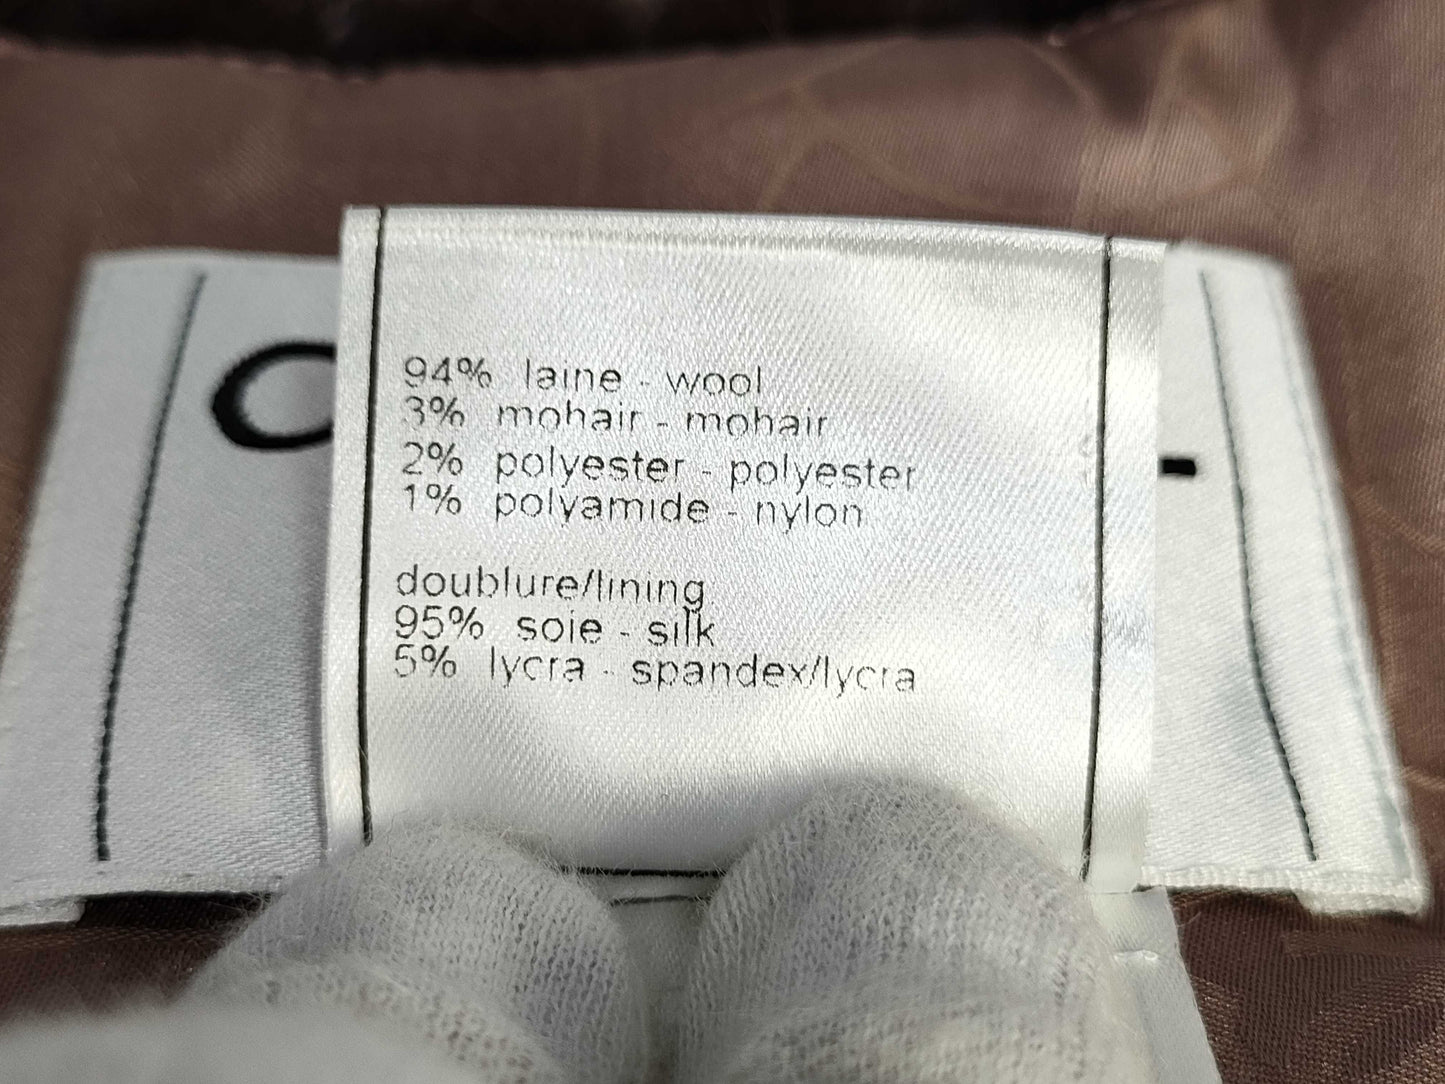 94% laine - wool
3% mohair - mohair
2% polyester - polyester
1% polyamide - nylon
doublure/lining
95% soie - silk
5% lycra - spandex/lycra